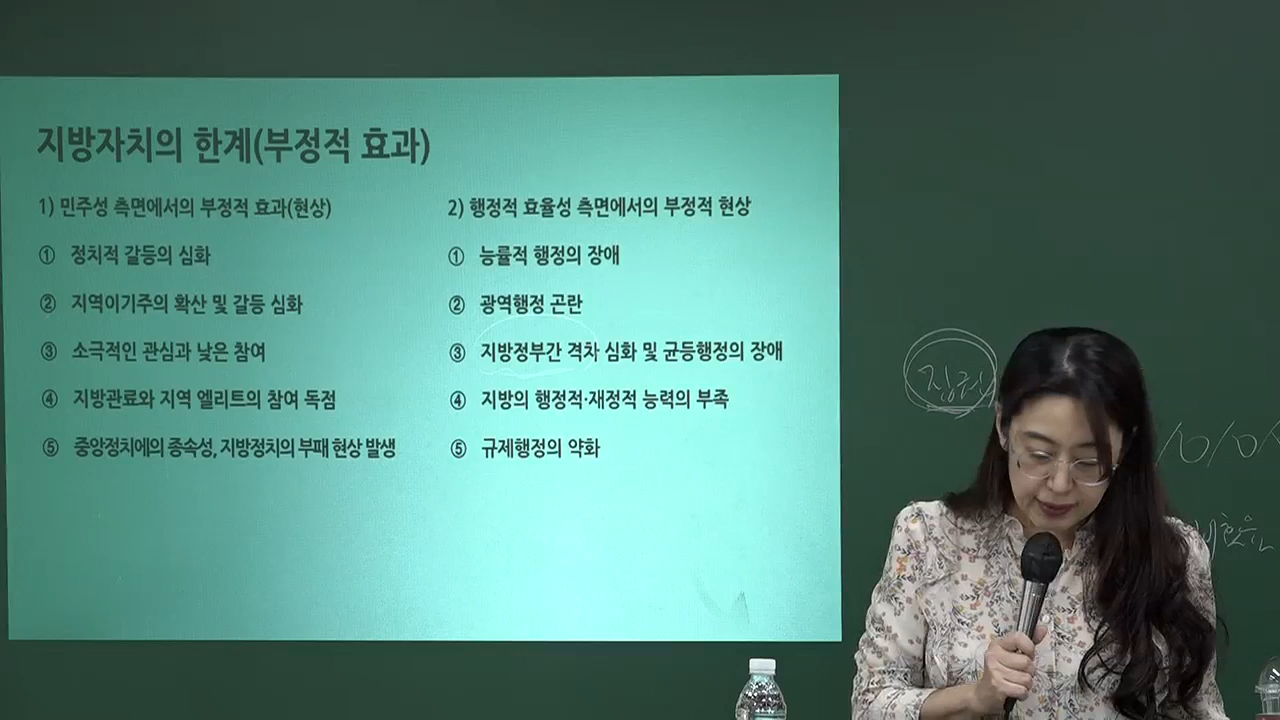 지방자치의 한계(부정적 효과)
1) 민주성 측면에서의 부정적 효과(현상)
① 정치적 갈등의 심화
② 지역이기주의 확산 및 갈등 심화
③ 소극적인 관심과 낮은 참여
④ 지방관료와 지역 엘리트의 참여 독점
⑤ 중앙정치에의 종속성, 지방정치의 부패 현상 발생
2) 행정적 효율성 측면에서의 부정적 현상
① 능률적 행정의 장애
② 광역행정 곤란
③ 지방정부간 격차 심화 및 균등행정의 장애
④ 지방의 행정적·재정적 능력의 부족
⑤ 규제행정의 약화
집권